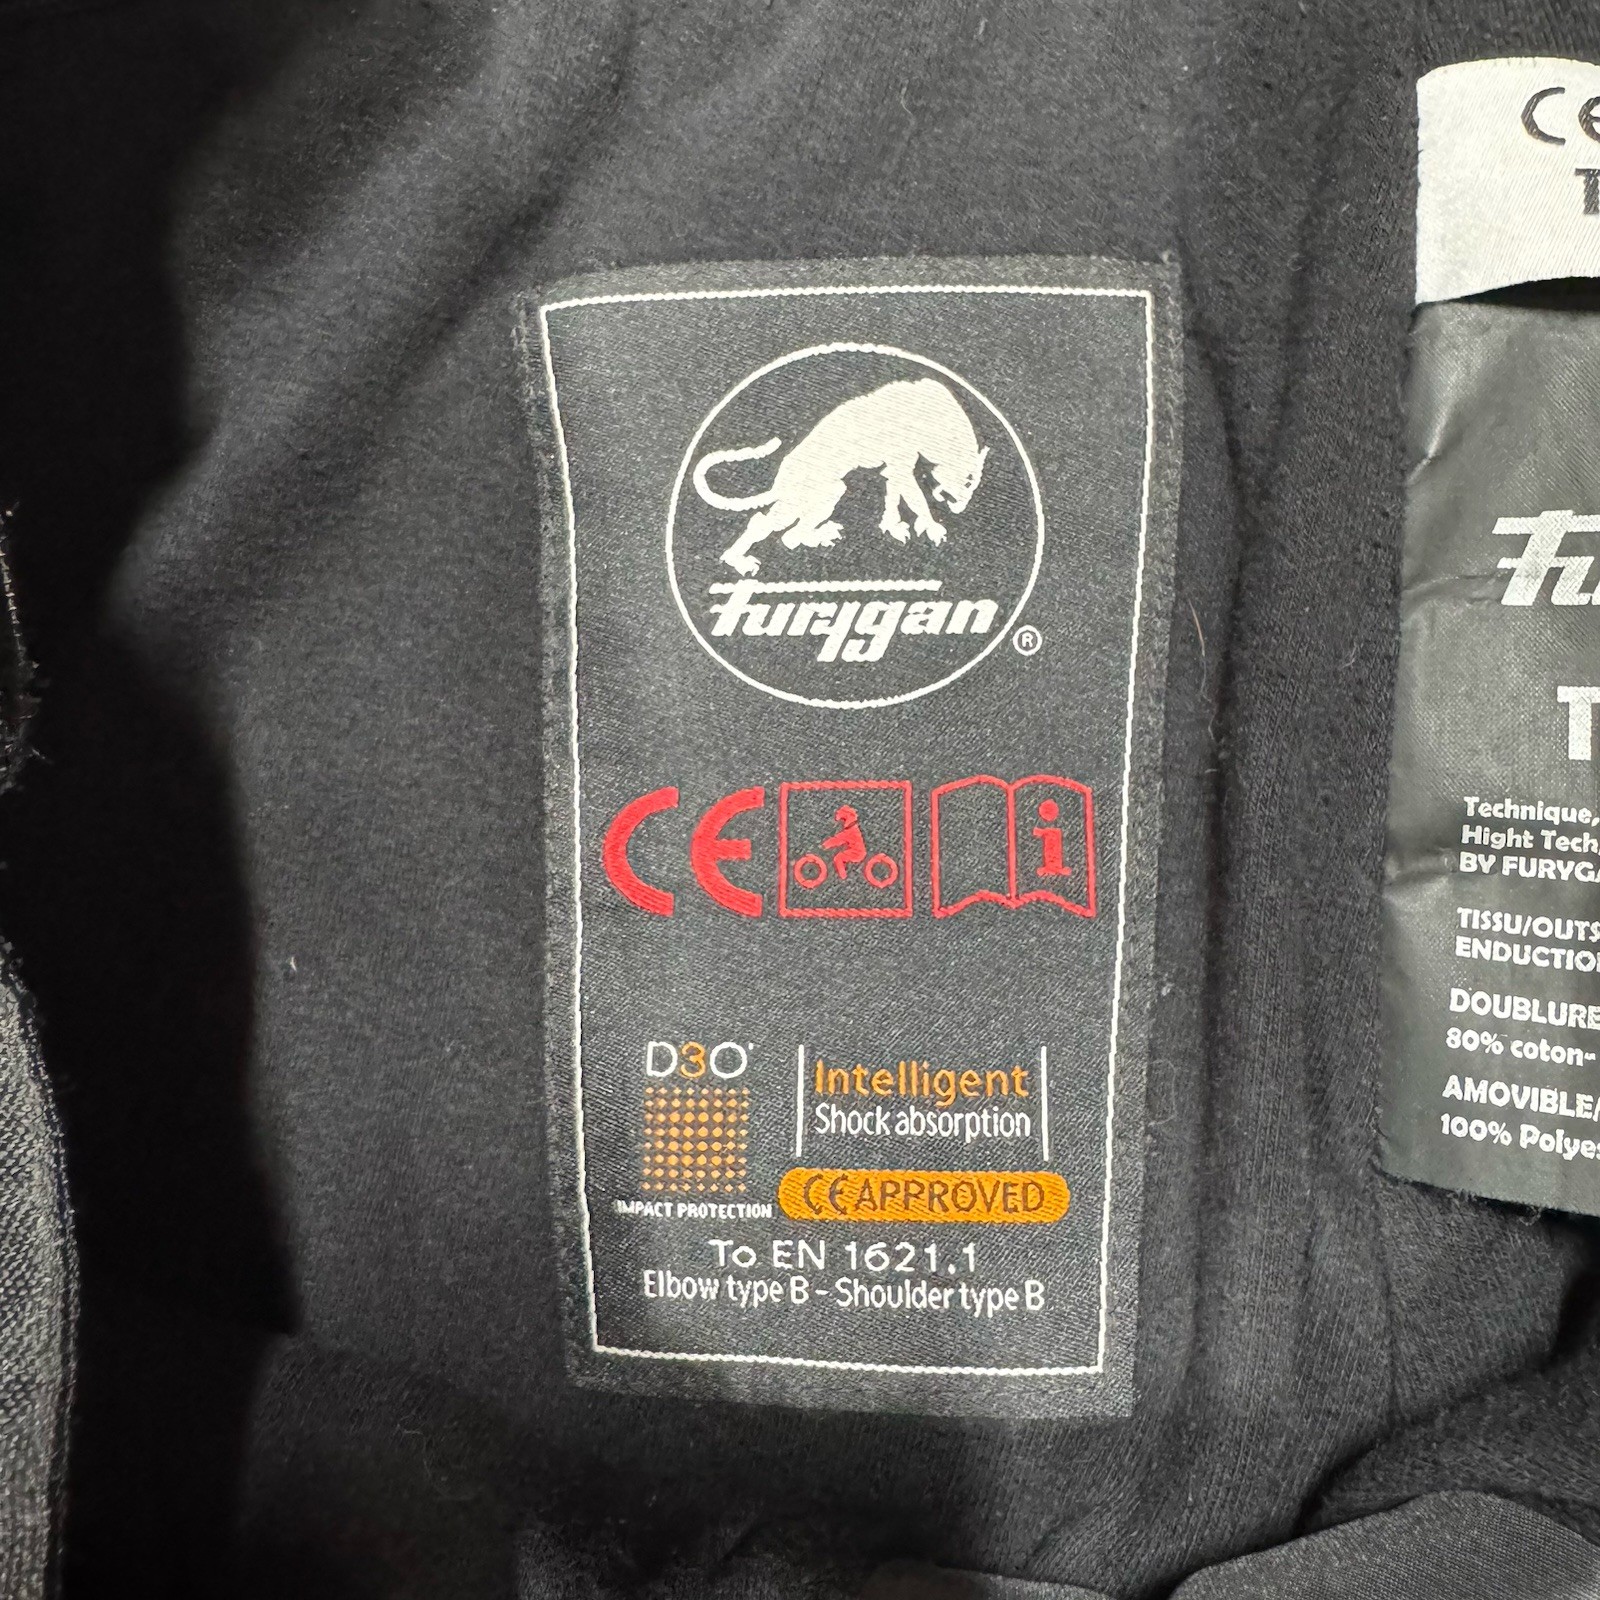 furygan®
CE
i
D3O
Intelligent
Shock absorption
IMPACT PROTECTION
CE APPROVED
To EN 1621.1
Elbow type B - Shoulder type B
CE
Technique,
Hight Tech
BY FURYGA
TISSU/OUTS
ENDUCTIO
DOUBLURE
80% coton-
AMOVIBLE/
100% Polyes